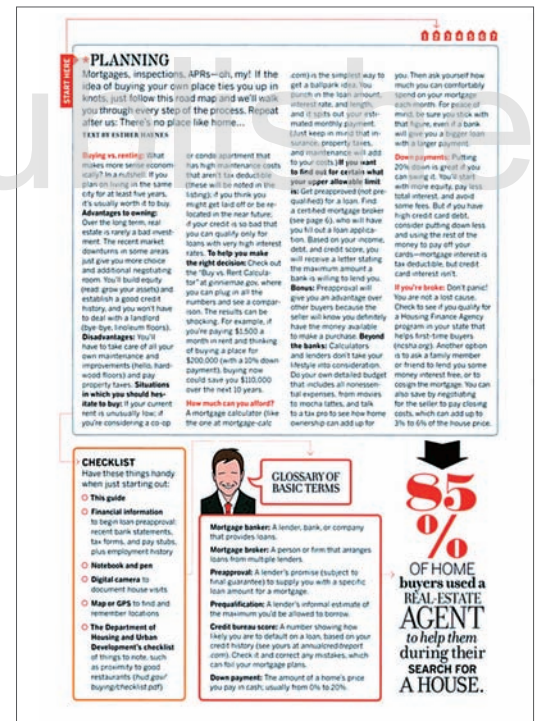 1 2 3 4 5 6 7
START HERE
*PLANNING
Mortgages, inspections, APRs—oh, my! If the
idea of buying your own place ties you up in
knots, just follow this road map and we'll walk
you through every step of the process. Repeat
after us: There's no place like home...
TEXT BY ESTHER HAYNES
Buying vs. renting: What
makes more sense econom-
ically? In a nutshell: If you
plan on living in the same
city for at least five years,
it's usually worth it to buy.
Advantages to owning:
Over the long term, real
estate is rarely a bad invest-
ment. The recent market
downturns in some areas
just give you more choice
and additional negotiating
room. You'll build equity
(read: grow your assets) and
establish a good credit
history, and you won't have
to deal with a landlord
(bye-bye, linoleum floors).
Disadvantages: You'll
have to take care of all your
own maintenance and
improvements (hello, hard-
wood floors) and pay
property taxes. Situations
in which you should hes-
itate to buy: If your current
rent is unusually low; if
you're considering a co-op
or condo apartment that
has high maintenance costs
that aren't tax deductible
(these will be noted in the
listing); if you think you
might get laid off or be re-
located in the near future;
if your credit is so bad that
you can qualify only for
loans with very high interest
rates. To help you make
the right decision: Check out
the "Buy vs. Rent Calcula-
tor" at ginniemae.gov, where
you can plug in all the
numbers and see a compar-
ison. The results can be
shocking. For example, if
you're paying $1,500 a
month in rent and thinking
of buying a place for
$200,000 (with a 10% down
payment), buying now
could save you $110,000
over the next 10 years.
How much can you afford?
A mortgage calculator (like
the one at mortgage-calc
.com) is the simplest way to
get a ballpark idea. You
punch in the loan amount,
interest rate, and length,
and it spits out your esti-
mated monthly payment.
(Just keep in mind that in-
surance, property taxes,
and maintenance will add
to your costs.) If you want
to find out for certain what
your upper allowable limit
is: Get preapproved (not pre-
qualified) for a loan. Find
a certified mortgage broker
(see page 6), who will have
you fill out a loan applica-
tion. Based on your income,
debt, and credit score, you
will receive a letter stating
the maximum amount a
bank is willing to lend you.
Bonus: Preapproval will
give you an advantage over
other buyers because the
seller will know you definitely
have the money available
to make a purchase. Beyond
the banks: Calculators
and lenders don't take your
lifestyle into consideration.
Do your own detailed budget
that includes all nonessen-
tial expenses, from movies
to mocha lattes, and talk
to a tax pro to see how home
ownership can add up for
you. Then ask yourself how
much you can comfortably
spend on your mortgage
each month. For peace of
mind, be sure you stick with
that figure, even if a bank
will give you a bigger loan
with a larger payment.
Down payments: Putting
20% down is great if you
can swing it. You'll start
with more equity, pay less
total interest, and avoid
some fees. But if you have
high credit card debt,
consider putting down less
and using the rest of the
money to pay off your
cards—mortgage interest is
tax deductible, but credit
card interest isn't.
If you're broke: Don't panic!
You are not a lost cause.
Check to see if you qualify for
a Housing Finance Agency
program in your state that
helps first-time buyers
(ncsha.org). Another option
is to ask a family member
or friend to lend you some
money interest free, or to
cosign the mortgage. You can
also save by negotiating
for the seller to pay closing
costs, which can add up to
3% to 6% of the house price.
CHECKLIST
Have these things handy
when just starting out:
This guide
Financial information
to begin loan preapproval:
recent bank statements,
tax forms, and pay stubs,
plus employment history
Notebook and pen
Digital camera to
document house visits
Map or GPS to find and
remember locations
The Department of
Housing and Urban
Development's checklist
of things to note, such
as proximity to good
restaurants (hud.gov/
buying/checklist.pdf)
GLOSSARY OF
BASIC TERMS
Mortgage banker: A lender, bank, or company
that provides loans.
Mortgage broker: A person or firm that arranges
loans from multiple lenders.
Preapproval: A lender's promise (subject to
final guarantee) to supply you with a specific
loan amount for a mortgage.
Prequalification: A lender's informal estimate of
the maximum you'd be allowed to borrow.
Credit bureau score: A number showing how
likely you are to default on a loan, based on your
credit history (see yours at annualcreditreport
.com). Check it and correct any mistakes, which
can foil your mortgage plans.
Down payment: The amount of a home's price
you pay in cash; usually from 0% to 20%.
85
%
OF HOME
buyers used a
REAL-ESTATE
AGENT
to help them
during their
SEARCH FOR
A HOUSE.